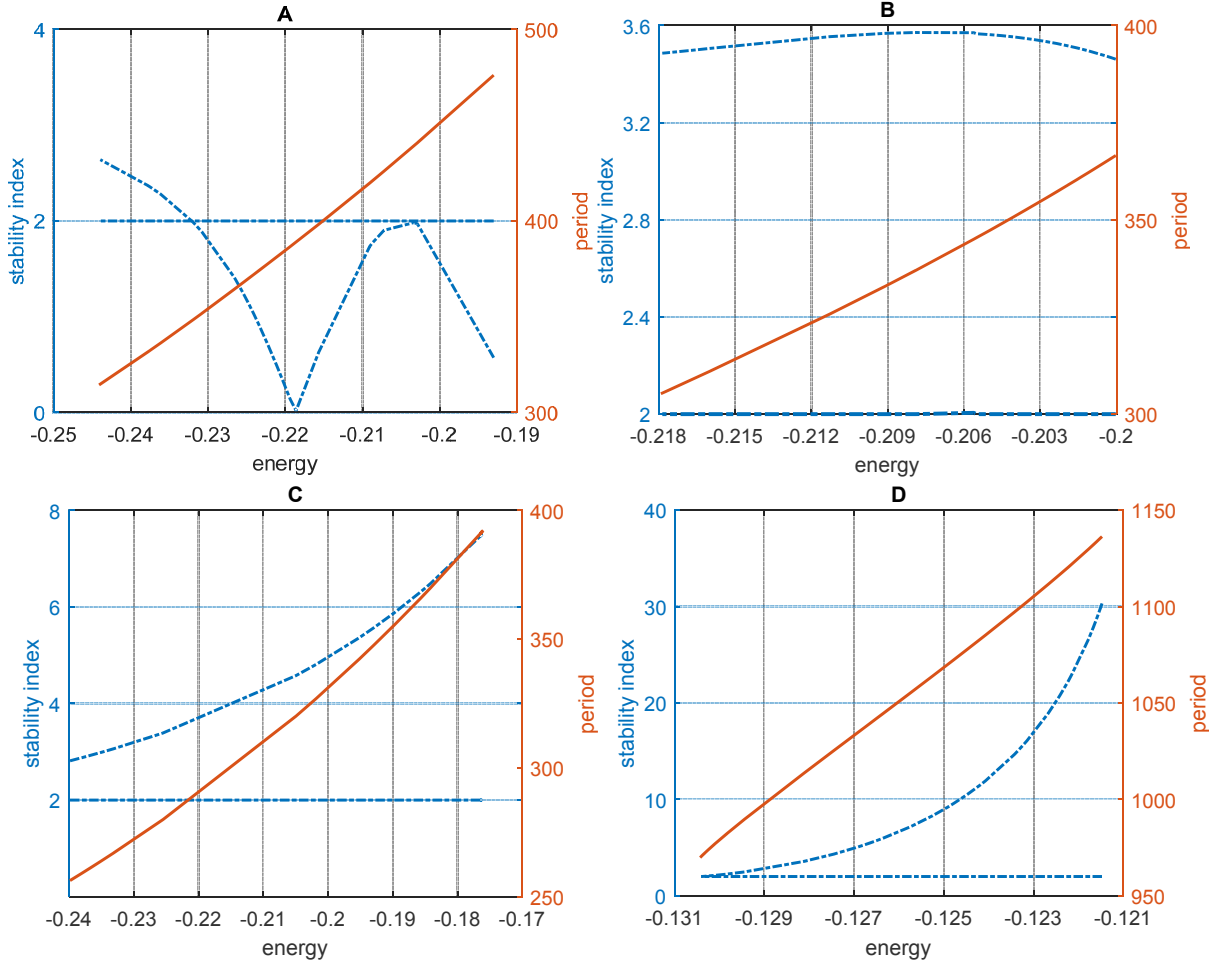 A
4
2
0
stability index
500
400
300
period
-0.25 -0.24 -0.23 -0.22 -0.21 -0.2 -0.19
energy
B
3.6
3.2
2.8
2.4
2
stability index
400
350
300
period
-0.218 -0.215 -0.212 -0.209 -0.206 -0.203 -0.2
energy
C
8
6
4
2
stability index
400
350
300
250
period
-0.24 -0.23 -0.22 -0.21 -0.2 -0.19 -0.18 -0.17
energy
D
40
30
20
10
0
stability index
1150
1100
1050
1000
950
period
-0.131 -0.129 -0.127 -0.125 -0.123 -0.121
energy